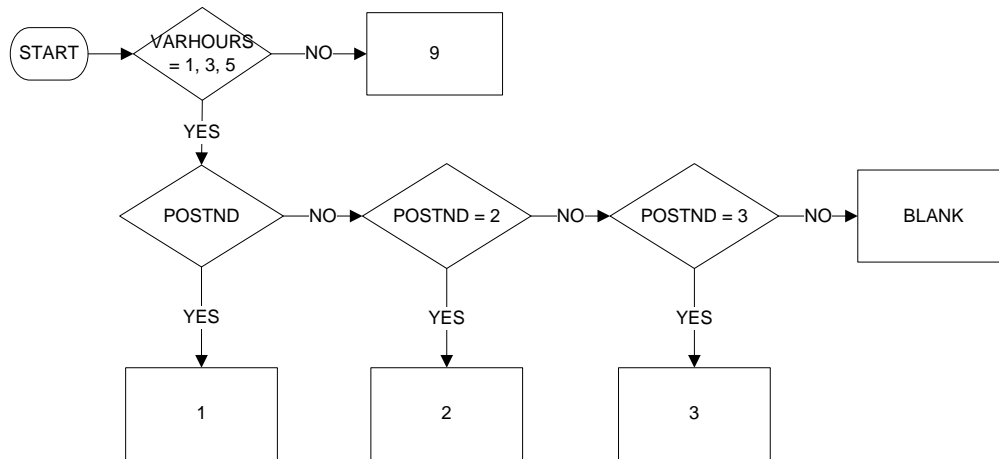 START
VARHOURS
= 1, 3, 5
NO
9
YES
POSTND
NO
POSTND = 2
NO
POSTND = 3
NO
BLANK
YES
YES
YES
1
2
3